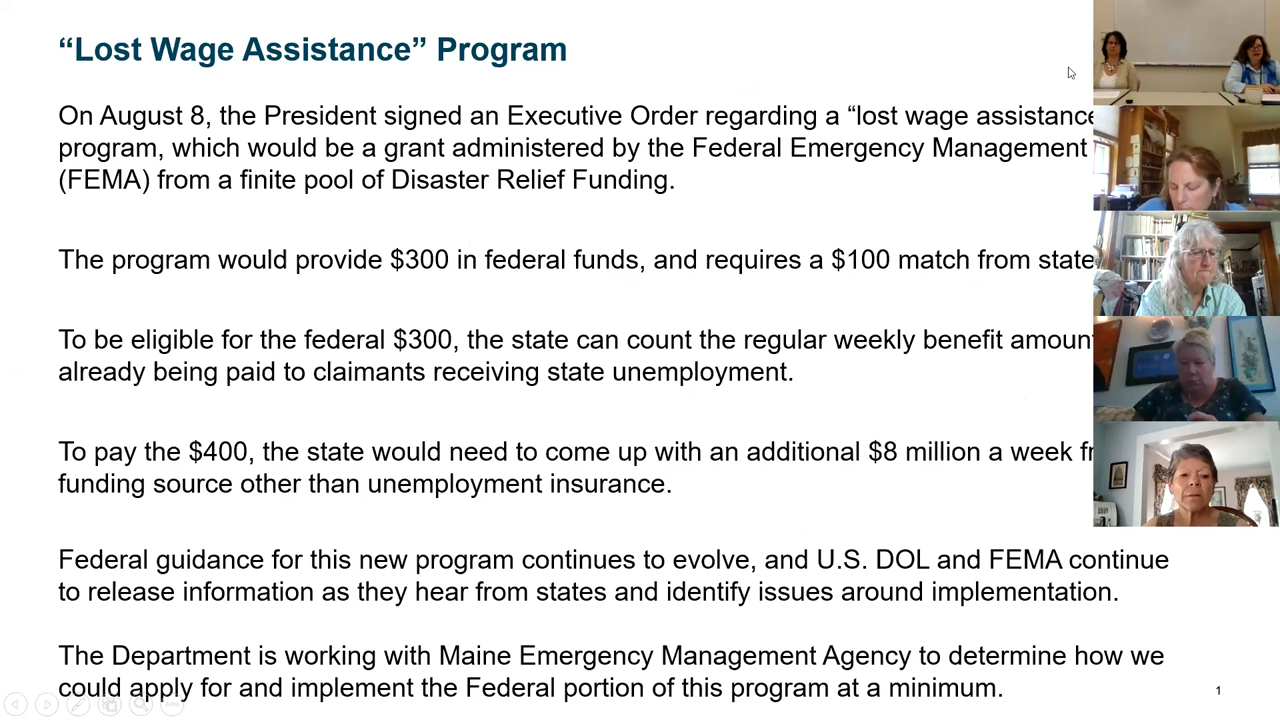 “Lost Wage Assistance” Program
On August 8, the President signed an Executive Order regarding a “lost wage assistance
program, which would be a grant administered by the Federal Emergency Management
(FEMA) from a finite pool of Disaster Relief Funding.
The program would provide $300 in federal funds, and requires a $100 match from state
To be eligible for the federal $300, the state can count the regular weekly benefit amoun
already being paid to claimants receiving state unemployment.
To pay the $400, the state would need to come up with an additional $8 million a week fr
funding source other than unemployment insurance.
Federal guidance for this new program continues to evolve, and U.S. DOL and FEMA continue
to release information as they hear from states and identify issues around implementation.
The Department is working with Maine Emergency Management Agency to determine how we
could apply for and implement the Federal portion of this program at a minimum.
1